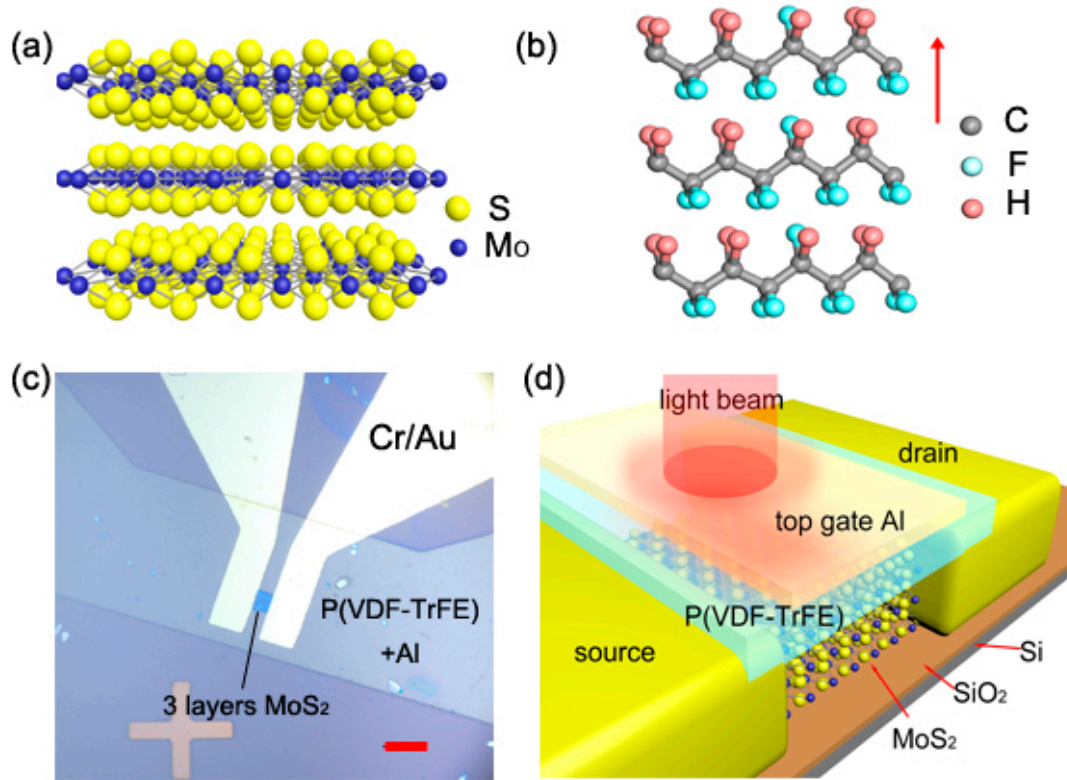 (a)
S
Mo
(b)
C
F
H
(c)
Cr/Au
P(VDF-TrFE)
+Al
3 layers MoS₂
(d)
light beam
drain
top gate Al
P(VDF-TrFE)
source
Si
SiO₂
MoS₂